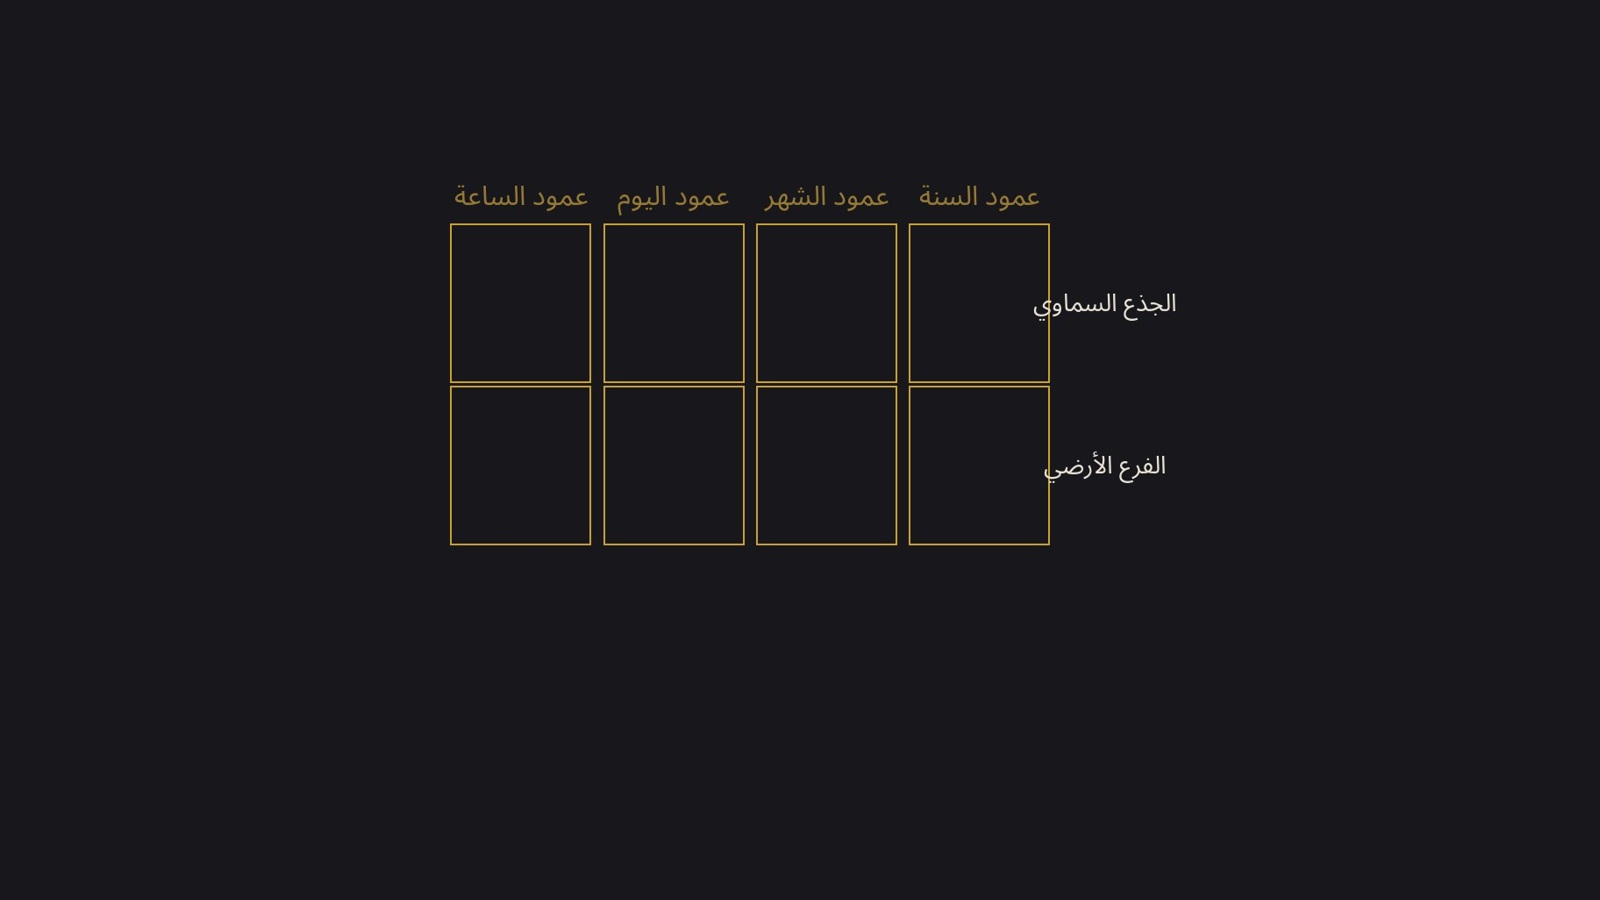 عمود السنة
عمود الشهر
عمود اليوم
عمود الساعة
الجذع السماوي
الفرع الأرضي